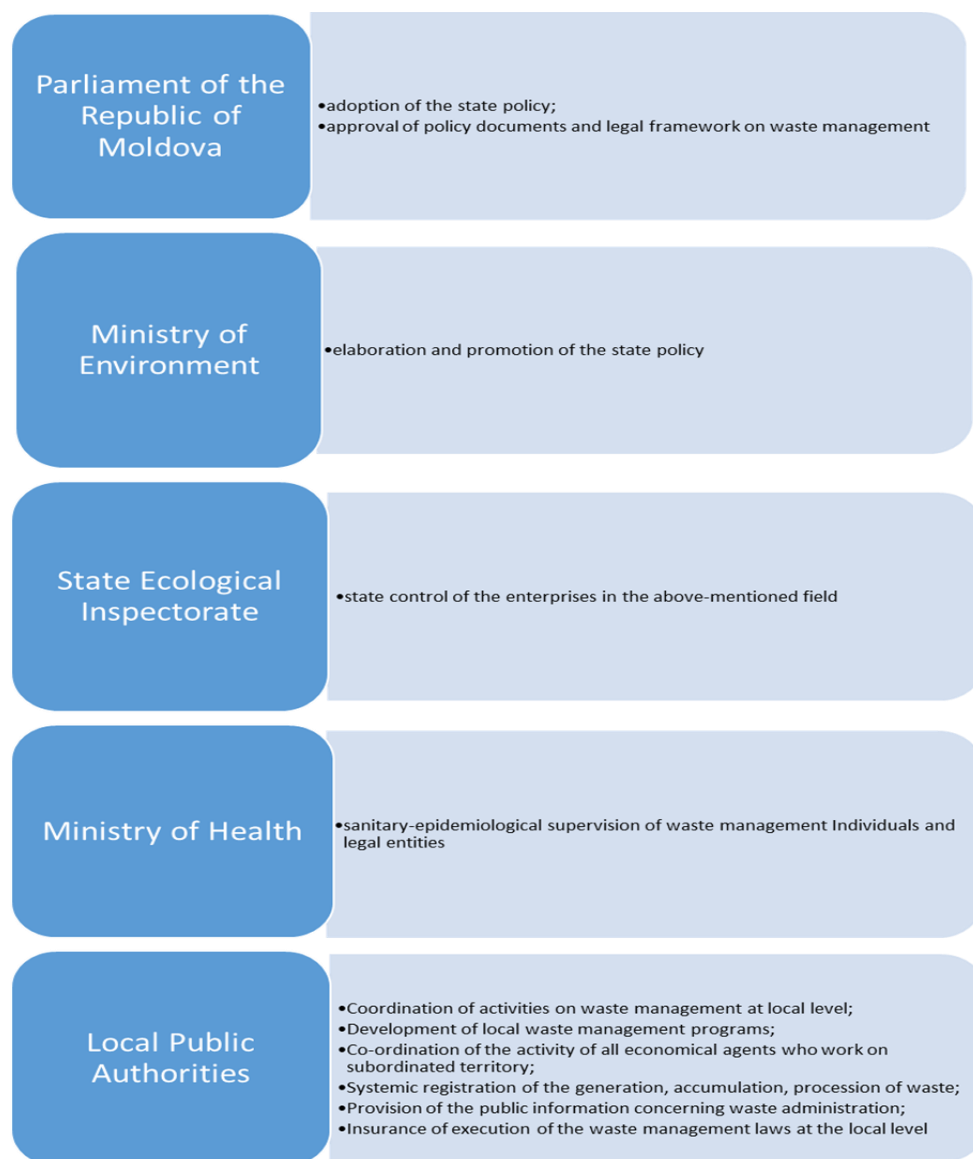 Parliament of the
Republic of
Moldova
•adoption of the state policy;
•approval of policy documents and legal framework on waste management
Ministry of
Environment
•elaboration and promotion of the state policy
State Ecological
Inspectorate
•state control of the enterprises in the above-mentioned field
Ministry of Health
•sanitary-epidemiological supervision of waste management Individuals and
legal entities
Local Public
Authorities
•Coordination of activities on waste management at local level;
•Development of local waste management programs;
•Co-ordination of the activity of all economical agents who work on
subordinated territory;
•Systemic registration of the generation, accumulation, procession of waste;
•Provision of the public information concerning waste administration;
•Insurance of execution of the waste management laws at the local level